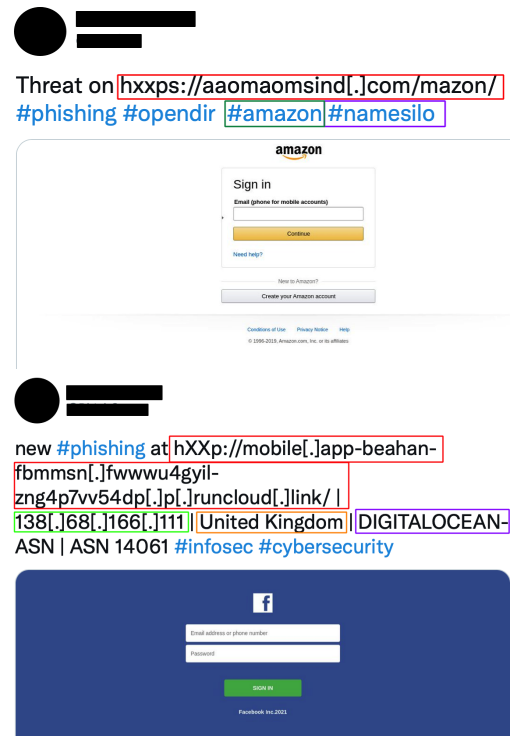 Threat on hxxps://aaomaomsind[.]com/mazon/
#phishing #opendir #amazon #namesilo
amazon
Sign in
Email (phone for mobile accounts)
Continue
Need help?
New to Amazon?
Create your Amazon account
Conditions of Use Privacy Notice Help
© 1996-2019, Amazon.com, Inc. or its affiliates
new #phishing at hXXp://mobile[.]app-beahan-
fbmmsn[.]fwwwu4gyil-
zng4p7vv54dp[.]p[.]runcloud[.]link/ |
138[.]68[.]166[.]111 | United Kingdom | DIGITALOCEAN-
ASN | ASN 14061 #infosec #cybersecurity
f
Email address or phone number
Password
SIGN IN
Facebook inc.2021